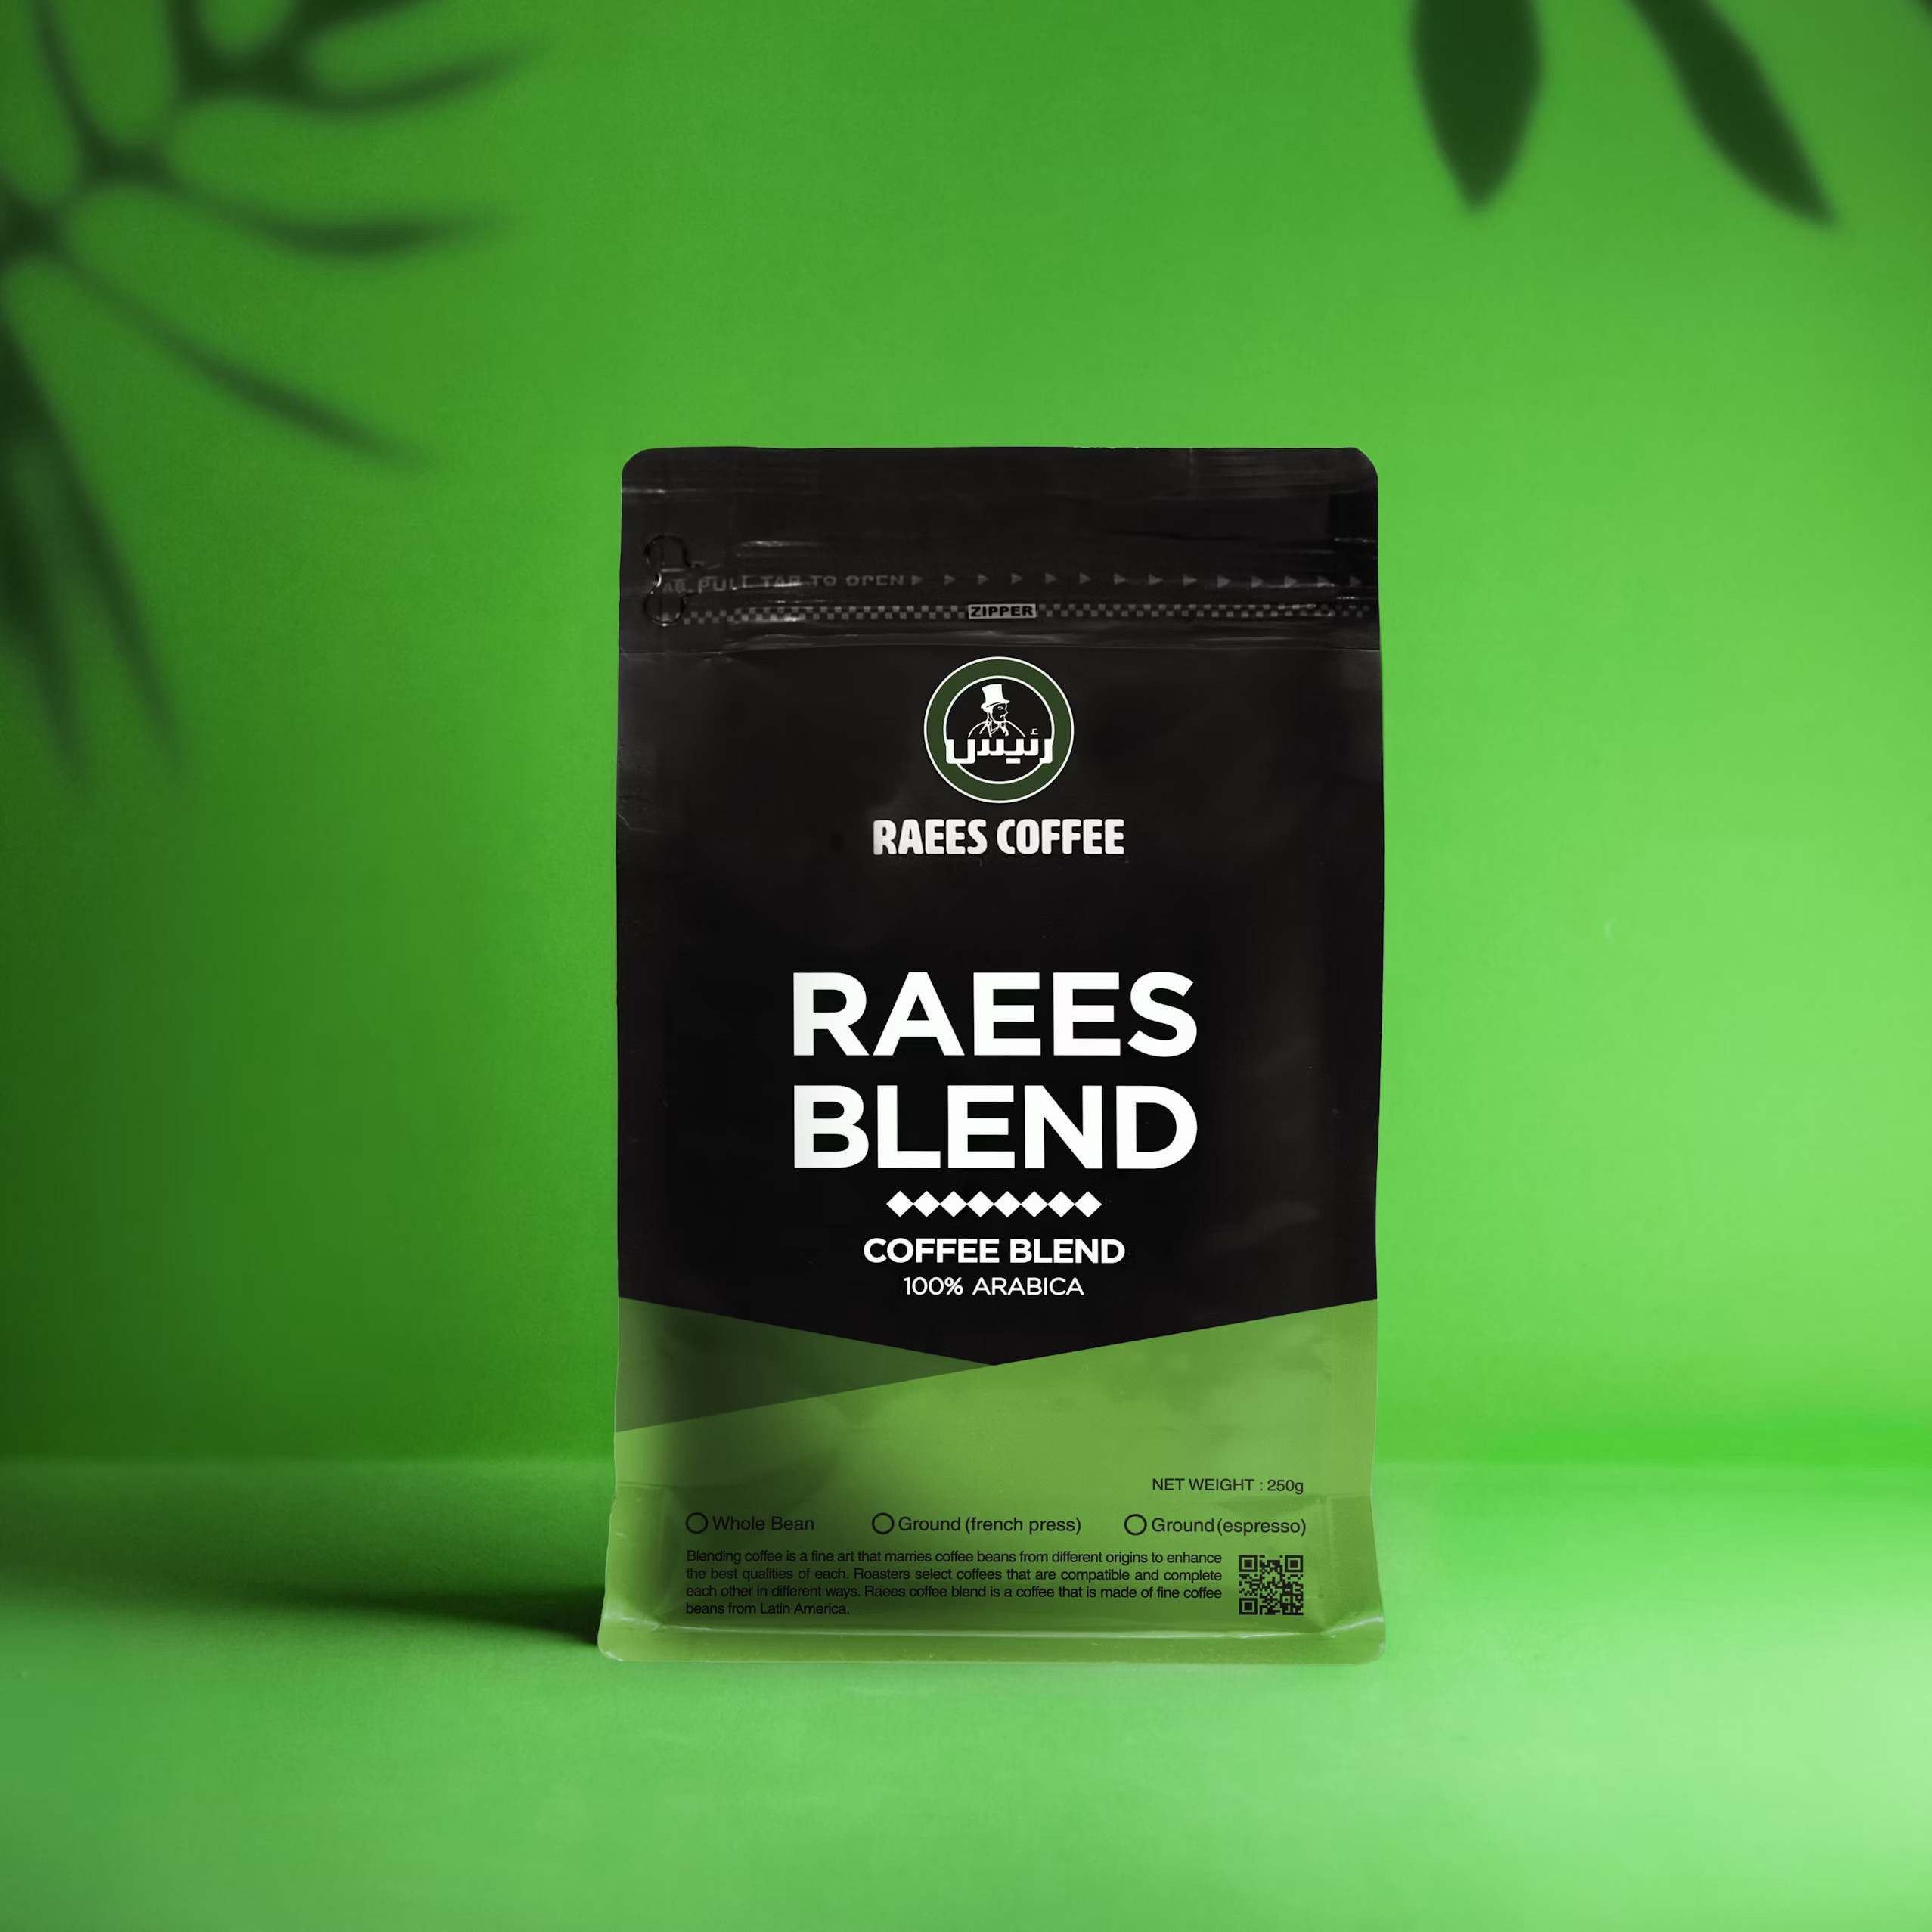 PULL TAB TO OPEN
ZIPPER
رئيس
RAEES COFFEE
RAEES
BLEND
COFFEE BLEND
100% ARABICA
NET WEIGHT : 250g
Whole Bean
Ground (french press)
Ground (espresso)
Blending coffee is a fine art that marries coffee beans from different origins to enhance
the best qualities of each. Roasters select coffees that are compatible and complete
each other in different ways. Raees coffee blend is a coffee that is made of fine coffee
beans from Latin America.